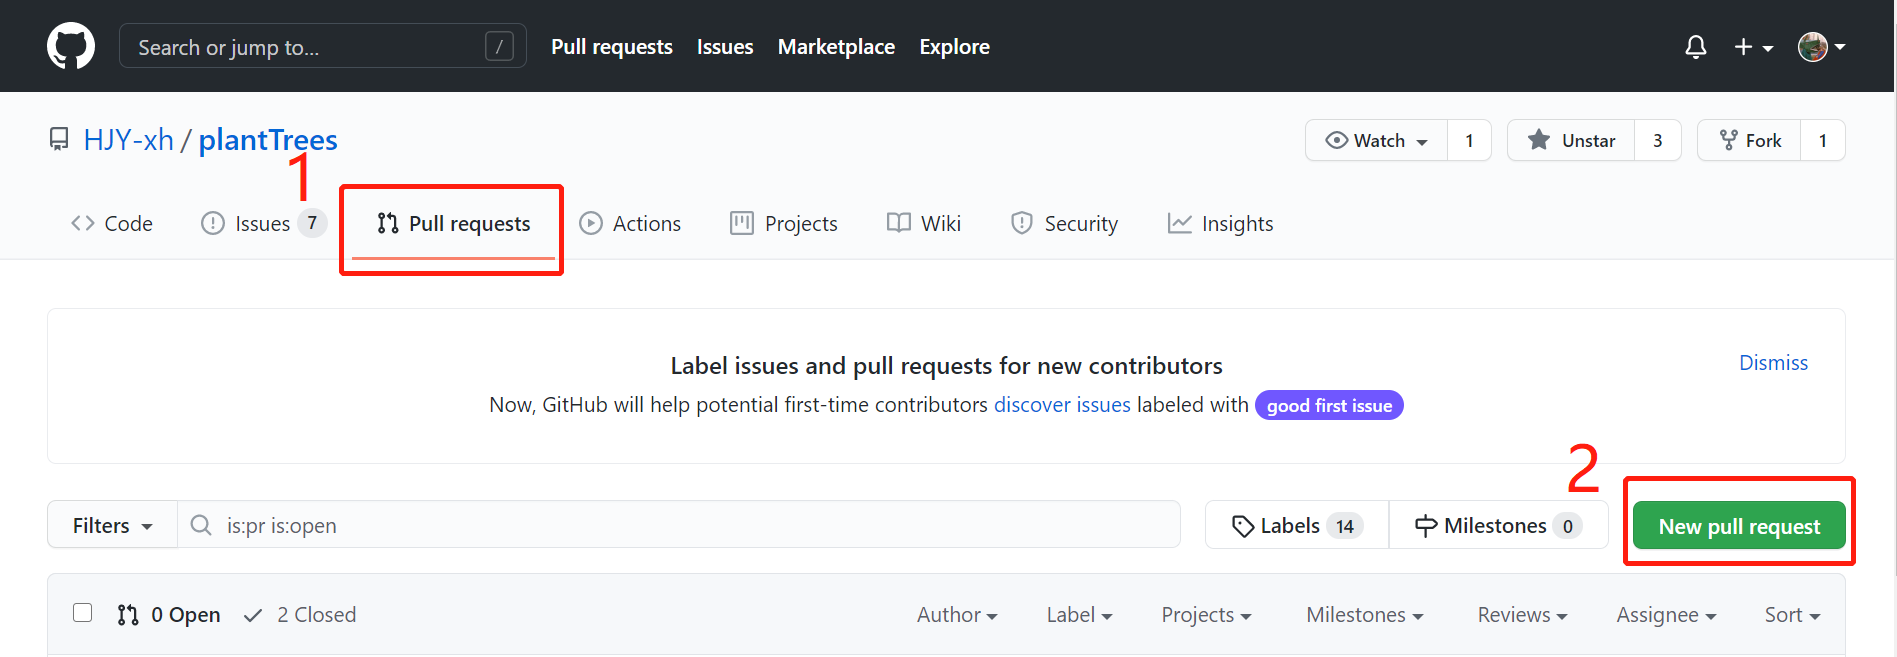 Search or jump to... / Pull requests Issues Marketplace Explore
HJY-xh / plantTrees Watch 1 Unstar 3 Fork 1
1
Code Issues 7 Pull requests Actions Projects Wiki Security Insights
Label issues and pull requests for new contributors Dismiss
Now, GitHub will help potential first-time contributors discover issues labeled with good first issue
2
Filters is:pr is:open Labels 14 Milestones 0 New pull request
0 Open 2 Closed Author Label Projects Milestones Reviews Assignee Sort